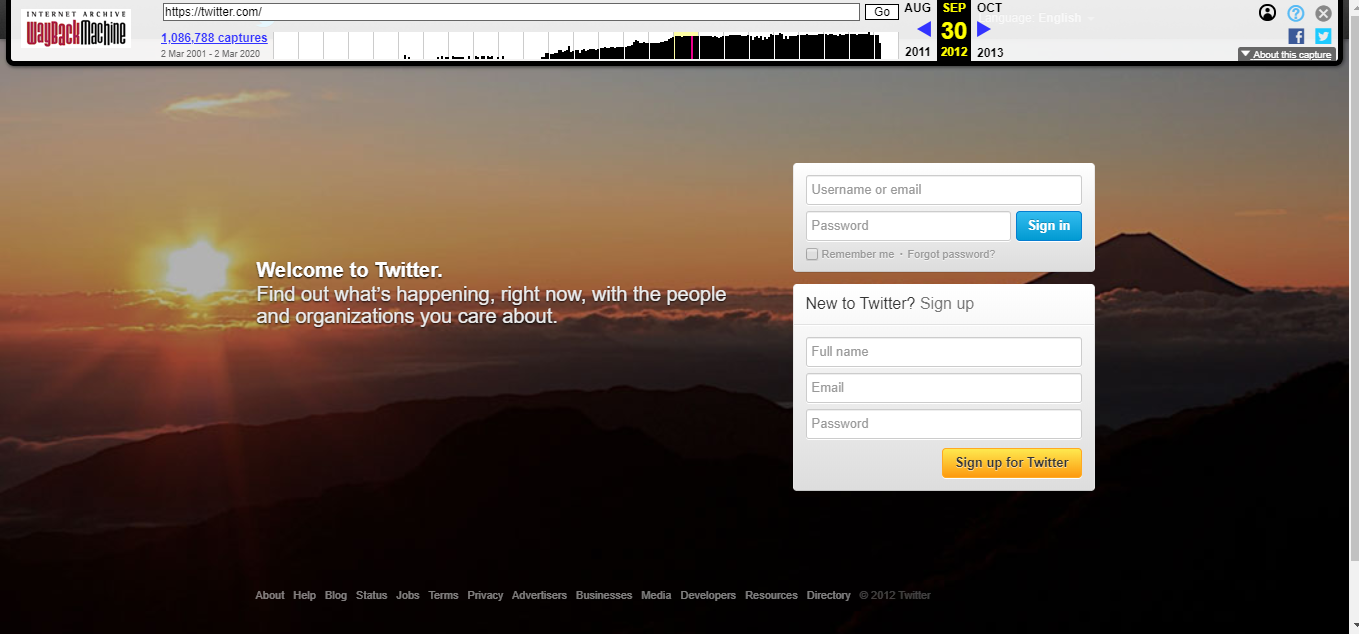 INTERNET ARCHIVE
WayBackMachine
https://twitter.com/
Go
1,086,788 captures
2 Mar 2001 - 2 Mar 2020
AUG SEP OCT
30
2011 2012 2013
Language: English
About this capture
Username or email
Password
Sign in
Remember me · Forgot password?
Welcome to Twitter.
Find out what's happening, right now, with the people
and organizations you care about.
New to Twitter? Sign up
Full name
Email
Password
Sign up for Twitter
About Help Blog Status Jobs Terms Privacy Advertisers Businesses Media Developers Resources Directory © 2012 Twitter